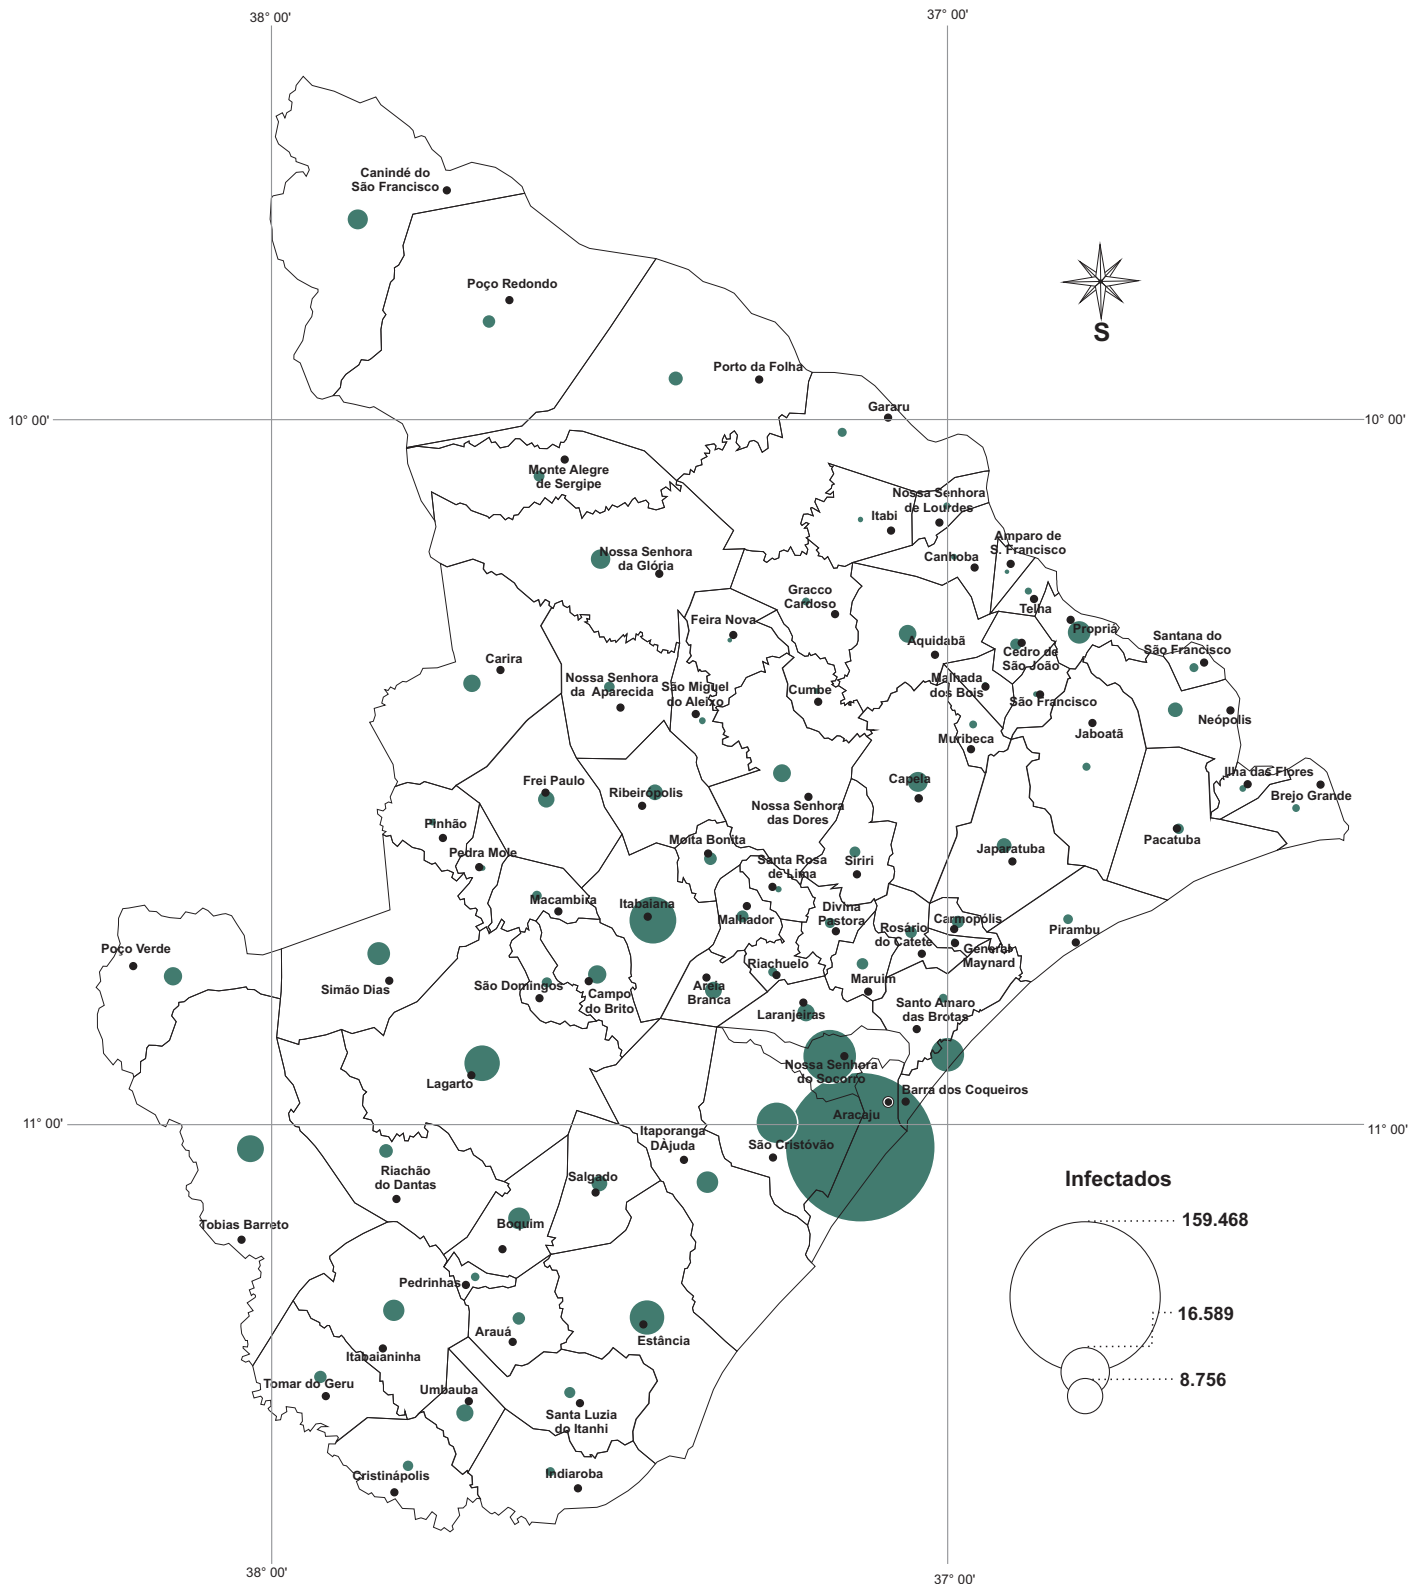 38° 00'
37° 00'
Canindé do
São Francisco
Poço Redondo
S
Porto da Folha
Gararu
10° 00'
10° 00'
Monte Alegre
de Sergipe
Nossa Senhora
de Lourdes
Itabi
Amparo de
S. Francisco
Canhoba
Nossa Senhora
da Glória
Gracco
Cardoso
Telha
Feira Nova
Propriá
Aquidabã
Santana do
São Francisco
Cedro de
São João
Carira
Nossa Senhora
da Aparecida
São Miguel
do Aleixo
Cumbe
Malhada
dos Bois
São Francisco
Neópolis
Jaboatã
Muribeca
Frei Paulo
Ribeirópolis
Capela
Ilha das Flores
Brejo Grande
Nossa Senhora
das Dores
Pinhão
Moita Bonita
Pacatuba
Pedra Mole
Santa Rosa
de Lima
Siriri
Japaratuba
Macambira
Itabaiana
Malhador
Divina
Pastora
Carmopólis
Rosário
do Catete
Pirambu
General
Maynard
Poço Verde
Simão Dias
São Domingos
Campo
do Brito
Areia
Branca
Riachuelo
Maruim
Laranjeiras
Santo Amaro
das Brotas
Nossa Senhora
do Socorro
Lagarto
Barra dos Coqueiros
Aracaju
11° 00'
11° 00'
Itaporanga
DÀjuda
São Cristóvão
Riachão
do Dantas
Salgado
Infectados
Tobias Barreto
Boquim
159.468
Pedrinhas
16.589
Arauá
Estância
Itabaianinha
8.756
Tomar do Geru
Umbauba
Santa Luzia
do Itanhi
Cristinápolis
Indiaroba
38° 00'
37° 00'